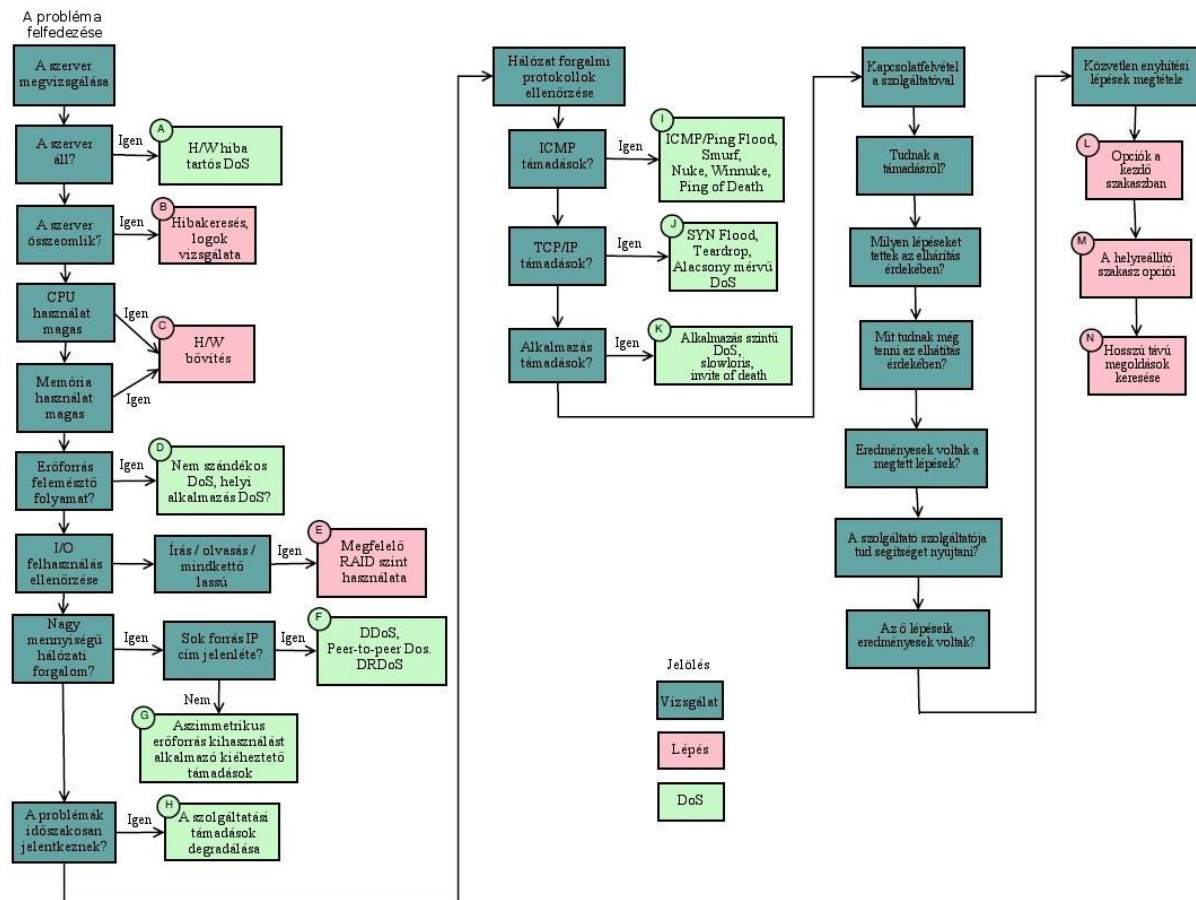 A probléma
felfedezése
A szerver
megvizsgálása
A szerver
áll?
Igen
A
H/W hiba
tartós DoS
A szerver
összeomlik?
Igen
B
Hibakeresés,
logok
vizsgálata
CPU
használat
magas
Igen
C
H/W
bővítés
Memória
használat
magas
Igen
Erőforrás
felemésztő
folyamat?
Igen
D
Nem szándékos
DoS, helyi
alkalmazás DoS?
I/O
felhasználás
ellenőrzése
Írás / olvasás /
mindkettő
lassú
Igen
E
Megfelelő
RAID szint
használata
Nagy
mennyiségű
hálózati
forgalom?
Igen
Sok forrás IP
cím jelenléte?
Igen
F
DDoS,
Peer-to-peer Dos.
DRDoS
Nem
G
Aszimmetrikus
erőforrás kihasználást
alkalmazó kiéheztető
támadások
A problémák
időszakosan
jelentkeznek?
Igen
H
A szolgáltatási
támadások
degradálása
Hálózat forgalmi
protokollok
ellenőrzése
ICMP
támadások?
Igen
I
ICMP/Ping Flood,
Smurf,
Nuke, Winnuke,
Ping of Death
TCP/IP
támadások?
Igen
J
SYN Flood,
Teardrop,
Alacsony mérvű
DoS
Alkalmazás
támadások?
Igen
K
Alkalmazás szintű
DoS,
slowloris,
invite of death
Kapcsolatfelvétel
a szolgáltatóval
Tudnak a
támadásról?
Milyen lépéseket
tettek az elhárítás
érdekében?
Mit tudnak még
tenni az elhátítás
érdekében?
Eredményesek voltak a
megtett lépések?
A szolgáltató szolgáltatója
tud segítséget nyújtani?
Az ő lépéseik
eredményesek voltak?
Közvetlen enyhítési
lépések megtétele
L
Opciók a
kezdő
szakaszban
M
A helyreállító
szakasz opciói
N
Hosszú távú
megoldások
keresése
Jelölés
Vizsgálat
Lépés
DoS